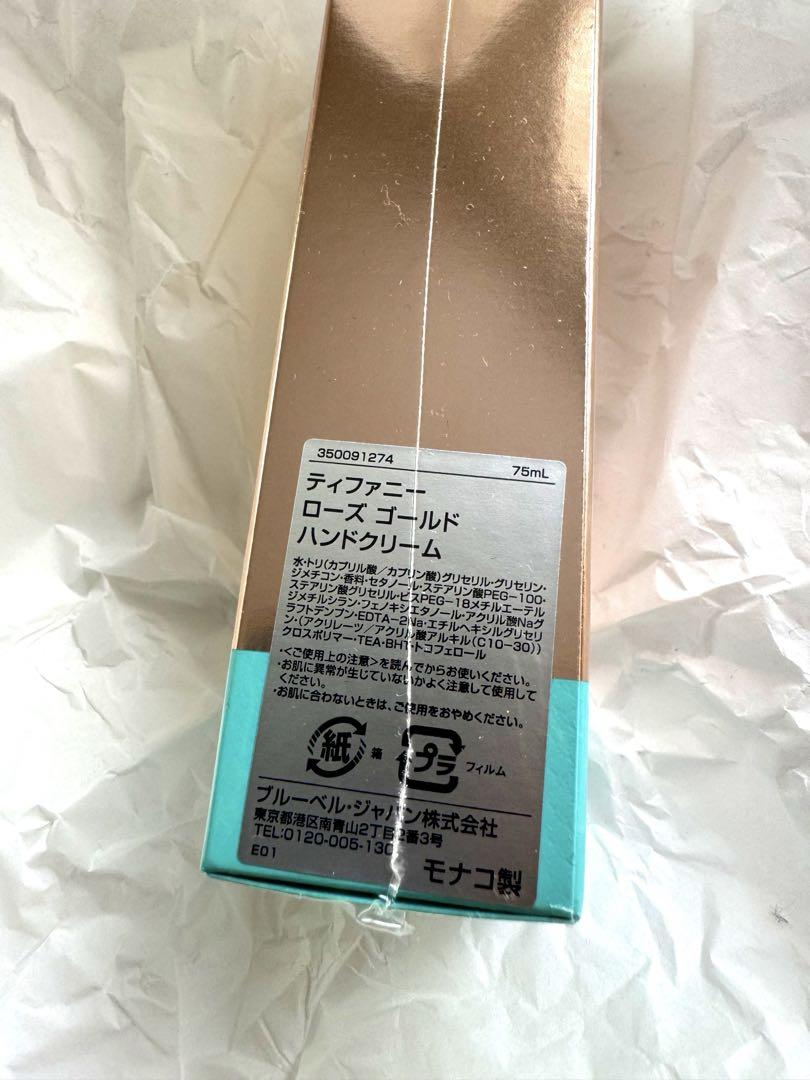 350091274 75mL
ティファニー
ローズ ゴールド
ハンドクリーム
水・トリ(カプリル酸/カプリン酸)グリセリル・グリセリン・
ジメチコン・香料・セタノール・ステアリン酸PEG-100・
ステアリン酸グリセリル・ビスPEG-18メチルエーテル
ジメチルシラン・フェノキシエタノール・アクリル酸Naグ
ラフトデンプン・EDTA-2Na・エチルヘキシルグリセリ
ン・(アクリレーツ/アクリル酸アルキル(C10-30))
クロスポリマー・TEA・BHT・トコフェロール
・<ご使用上の注意>を読んでからお使いください。
・お肌に異常が生じていないかよく注意して使用して
ください。
・お肌に合わないときは、ご使用をおやめください。
紙 箱 プラ フィルム
ブルーベル・ジャパン株式会社
東京都港区南青山2丁目2番3号
TEL:0120-005-130
E01 モナコ製